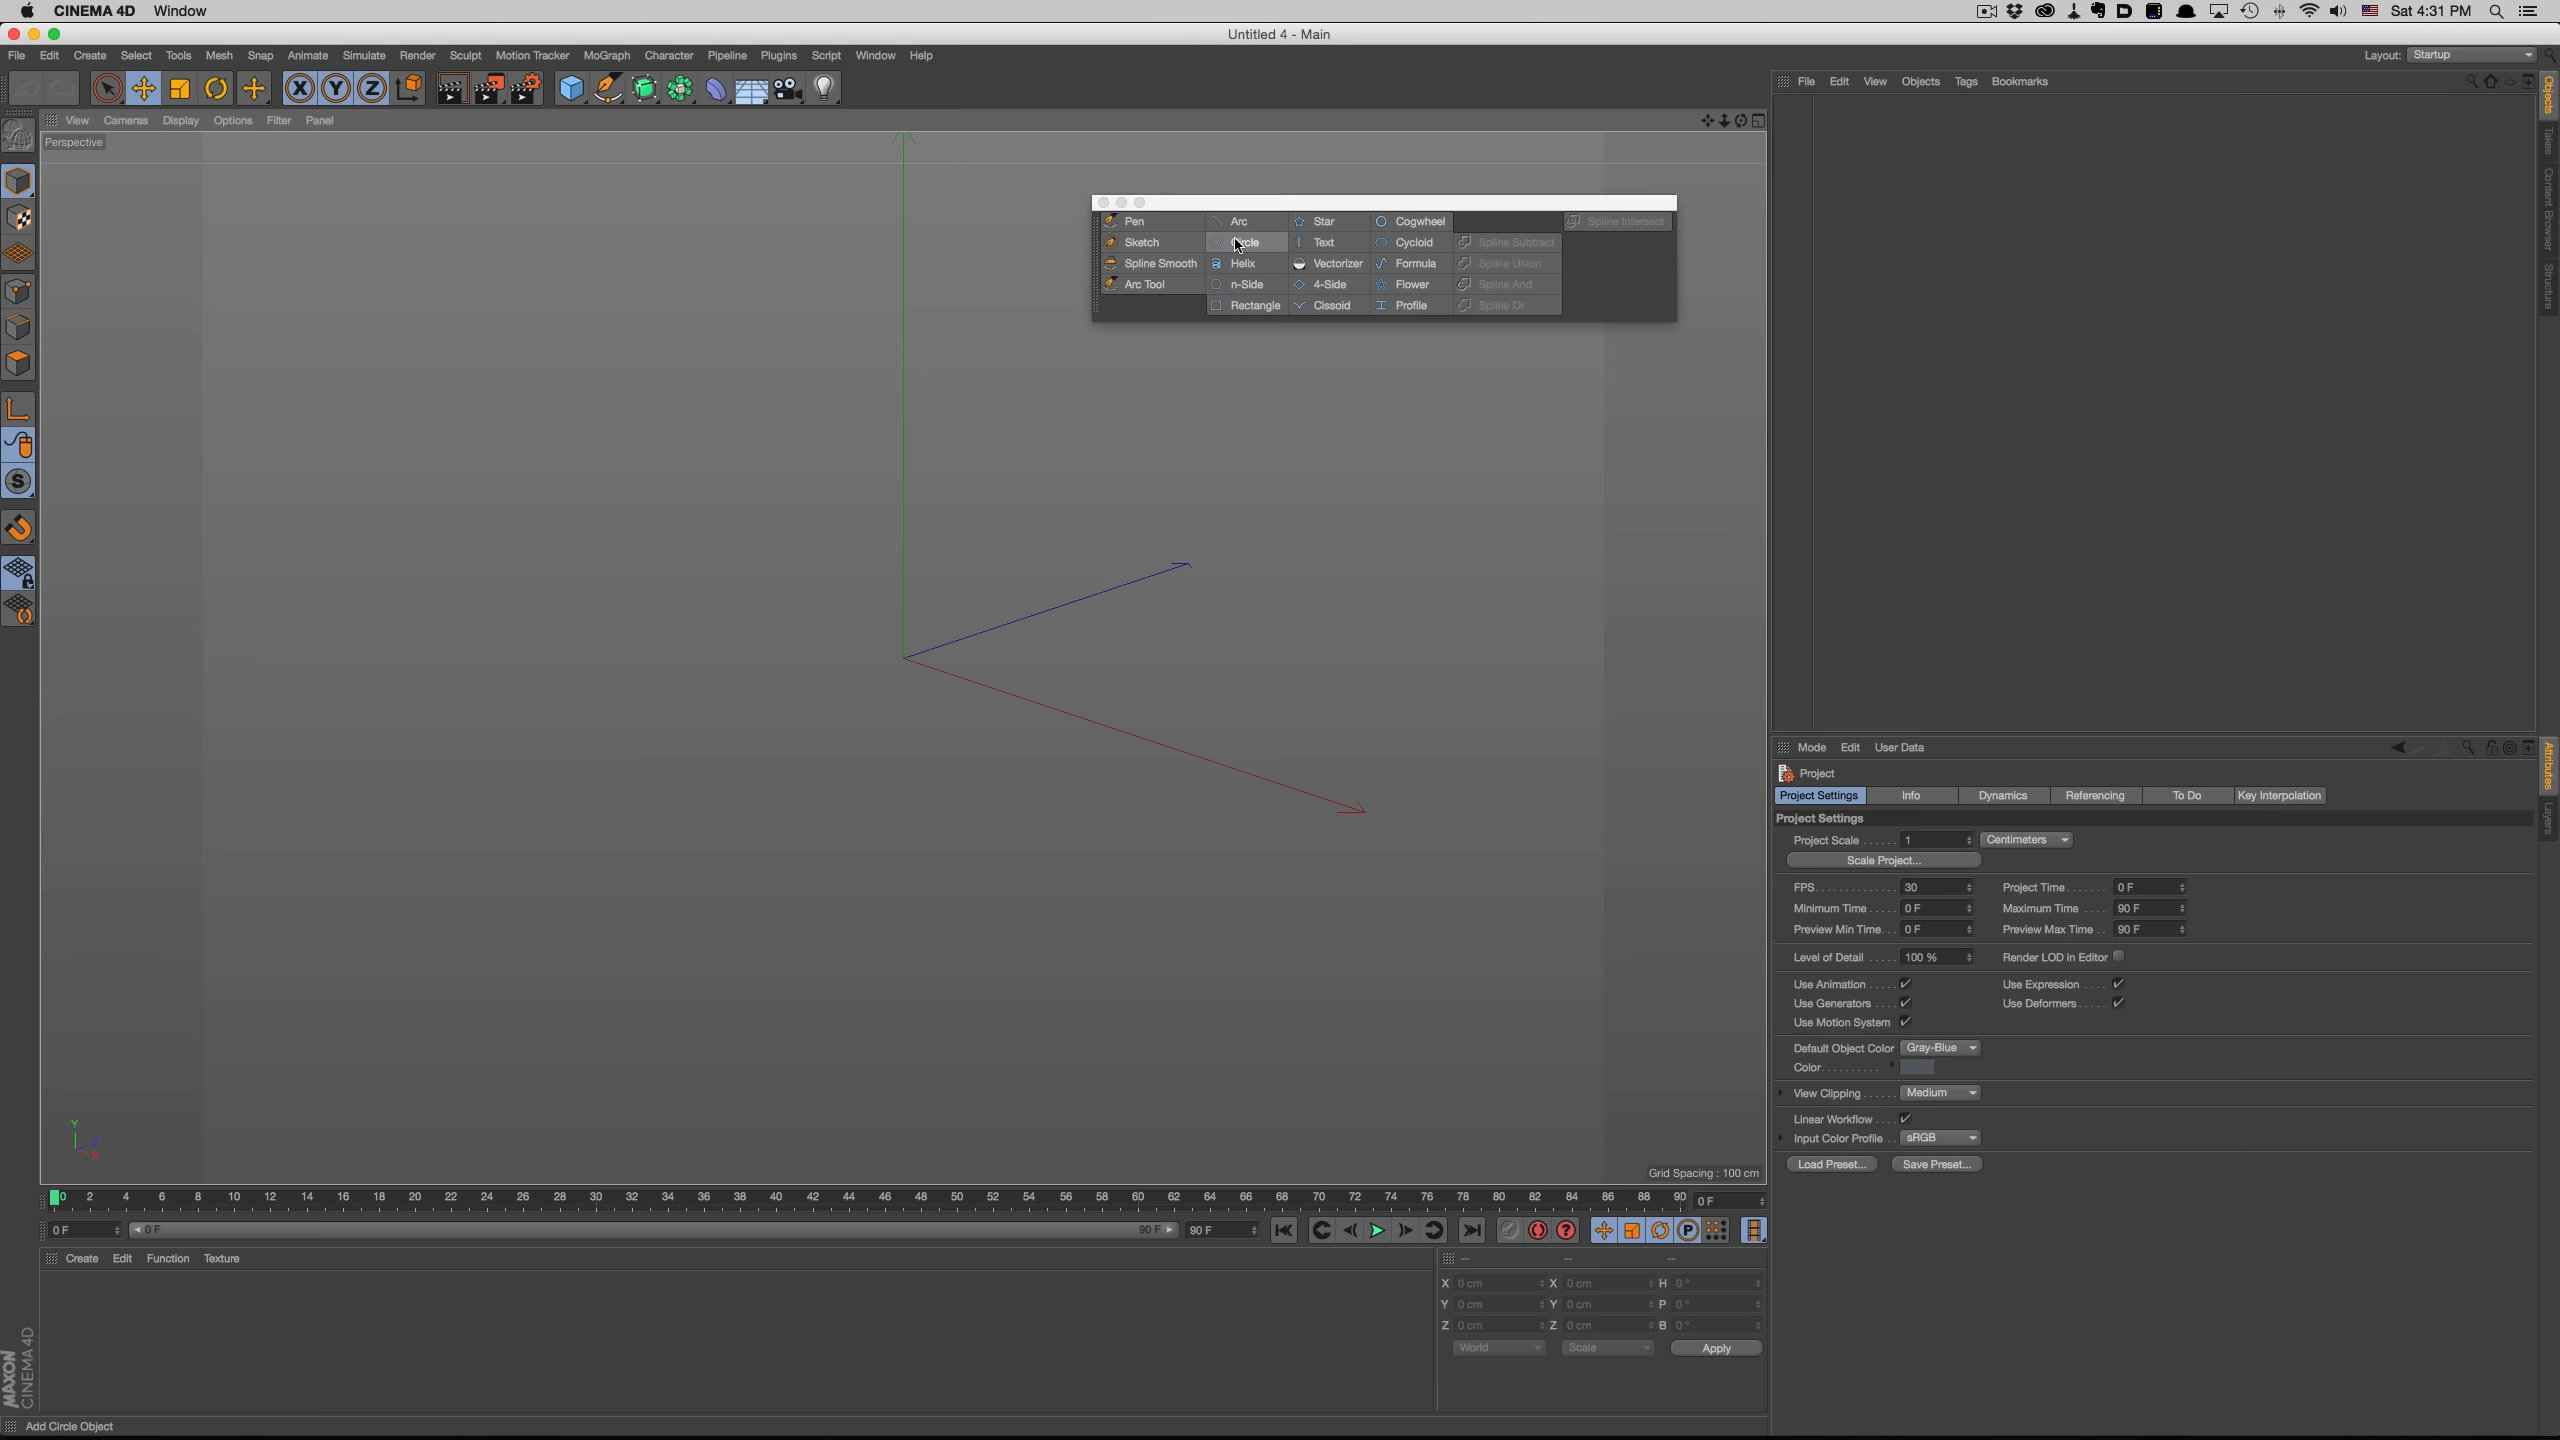 CINEMA 4D Window Sat 4:31 PM
Untitled 4 - Main
File Edit Create Select Tools Mesh Snap Animate Simulate Render Sculpt Motion Tracker MoGraph Character Pipeline Plugins Script Window Help Layout: Startup
File Edit View Objects Tags Bookmarks
View Cameras Display Options Filter Panel
Perspective
Pen Arc Star Cogwheel Spline Intersect
Sketch Circle Text Cycloid Spline Subtract
Spline Smooth Helix Vectorizer Formula Spline Union
Arc Tool n-Side 4-Side Flower Spline And
Rectangle Cissoid Profile Spline Or
Objects
Takes
Content Browser
Structure
Mode Edit User Data
Project
Project Settings Info Dynamics Referencing To Do Key Interpolation
Project Settings
Project Scale 1 Centimeters
Scale Project...
FPS 30 Project Time 0 F
Minimum Time 0 F Maximum Time 90 F
Preview Min Time 0 F Preview Max Time 90 F
Level of Detail 100 % Render LOD in Editor
Use Animation Use Expression
Use Generators Use Deformers
Use Motion System
Default Object Color Gray-Blue
Color
View Clipping Medium
Linear Workflow
Input Color Profile sRGB
Load Preset... Save Preset...
Attributes
Layers
Y
Z
X
Grid Spacing : 100 cm
0 2 4 6 8 10 12 14 16 18 20 22 24 26 28 30 32 34 36 38 40 42 44 46 48 50 52 54 56 58 60 62 64 66 68 70 72 74 76 78 80 82 84 86 88 90 0 F
0 F 0 F 90 F 90 F
Create Edit Function Texture -- -- --
X 0 cm X 0 cm H 0 °
Y 0 cm Y 0 cm P 0 °
Z 0 cm Z 0 cm B 0 °
World Scale Apply
MAXON
CINEMA 4D
Add Circle Object